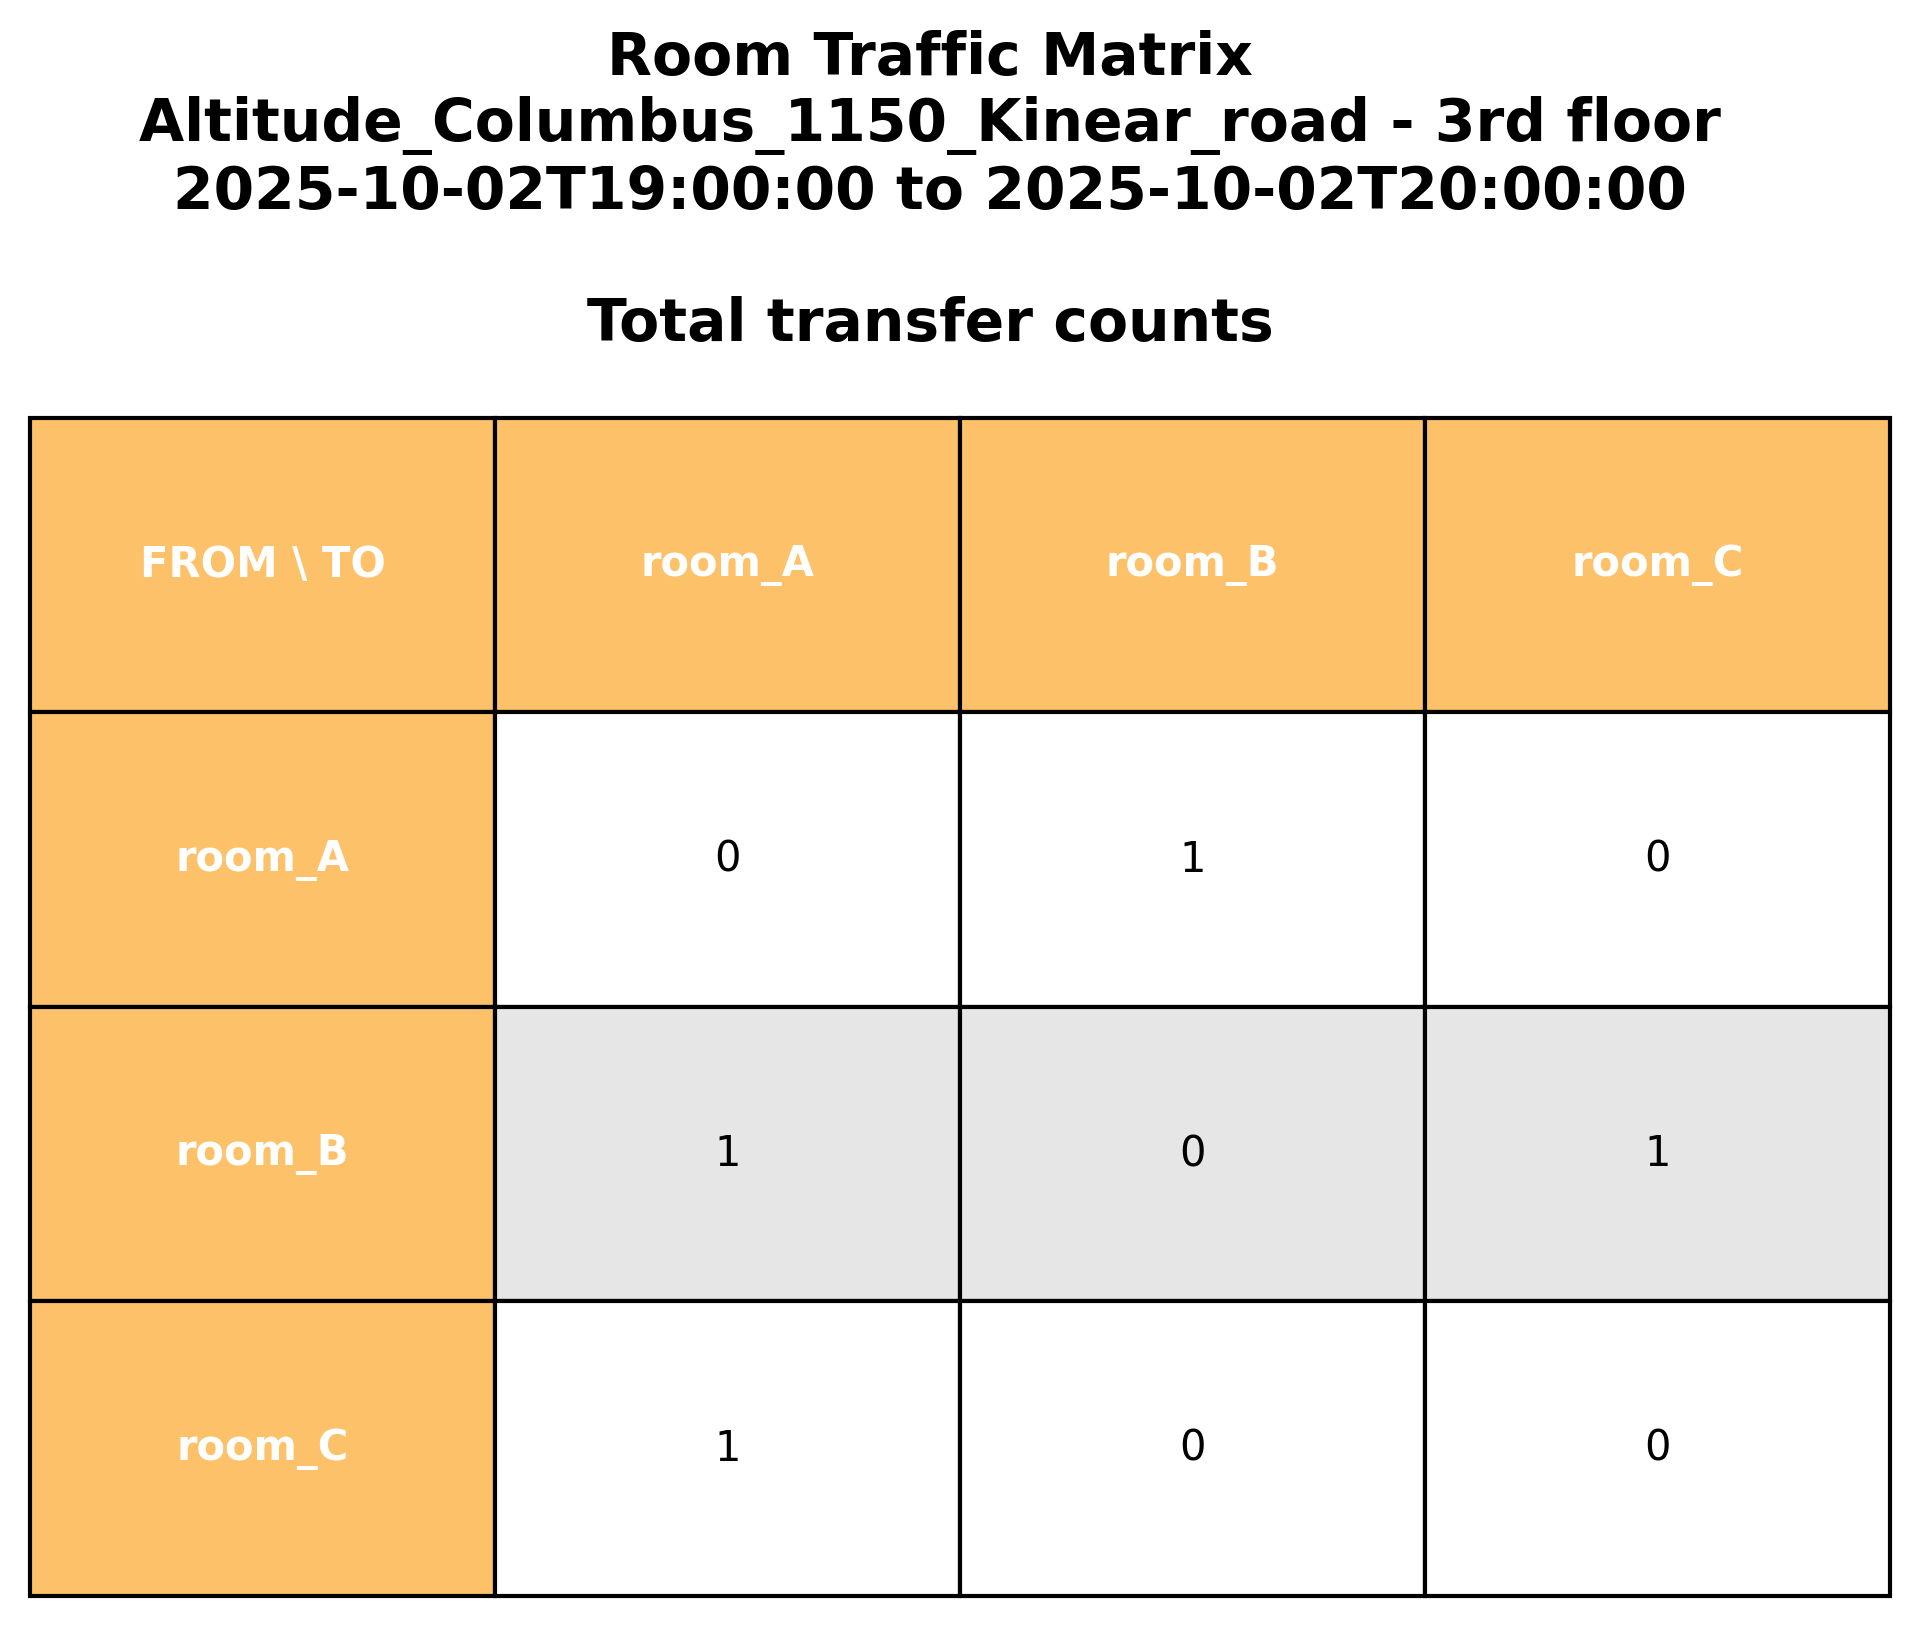 Room Traffic Matrix
Altitude_Columbus_1150_Kinear_road - 3rd floor
2025-10-02T19:00:00 to 2025-10-02T20:00:00
Total transfer counts
FROM \ TO room_A room_B room_C
room_A 0 1 0
room_B 1 0 1
room_C 1 0 0